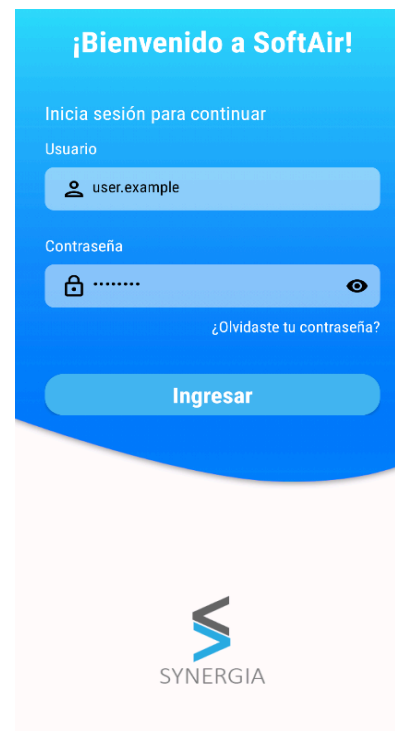 ¡Bienvenido a SoftAir!
Inicia sesión para continuar
Usuario
user.example
Contraseña
••••••••
¿Olvidaste tu contraseña?
Ingresar
SYNERGIA